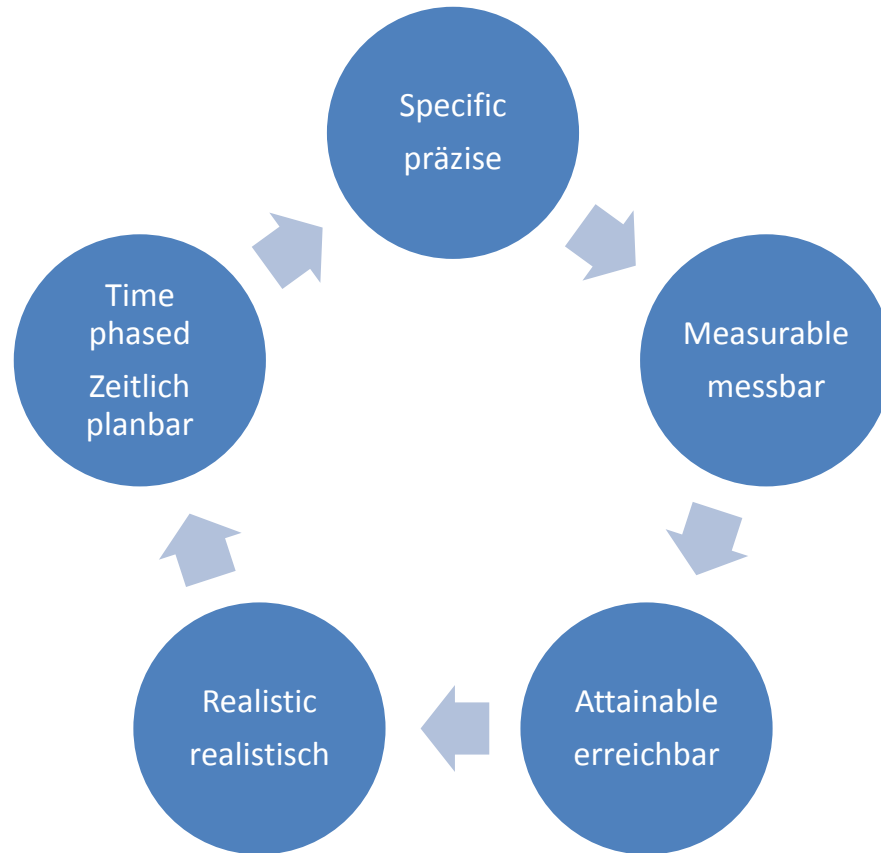 Specific
präzise
Measurable
messbar
Attainable
erreichbar
Realistic
realistisch
Time
phased
Zeitlich
planbar